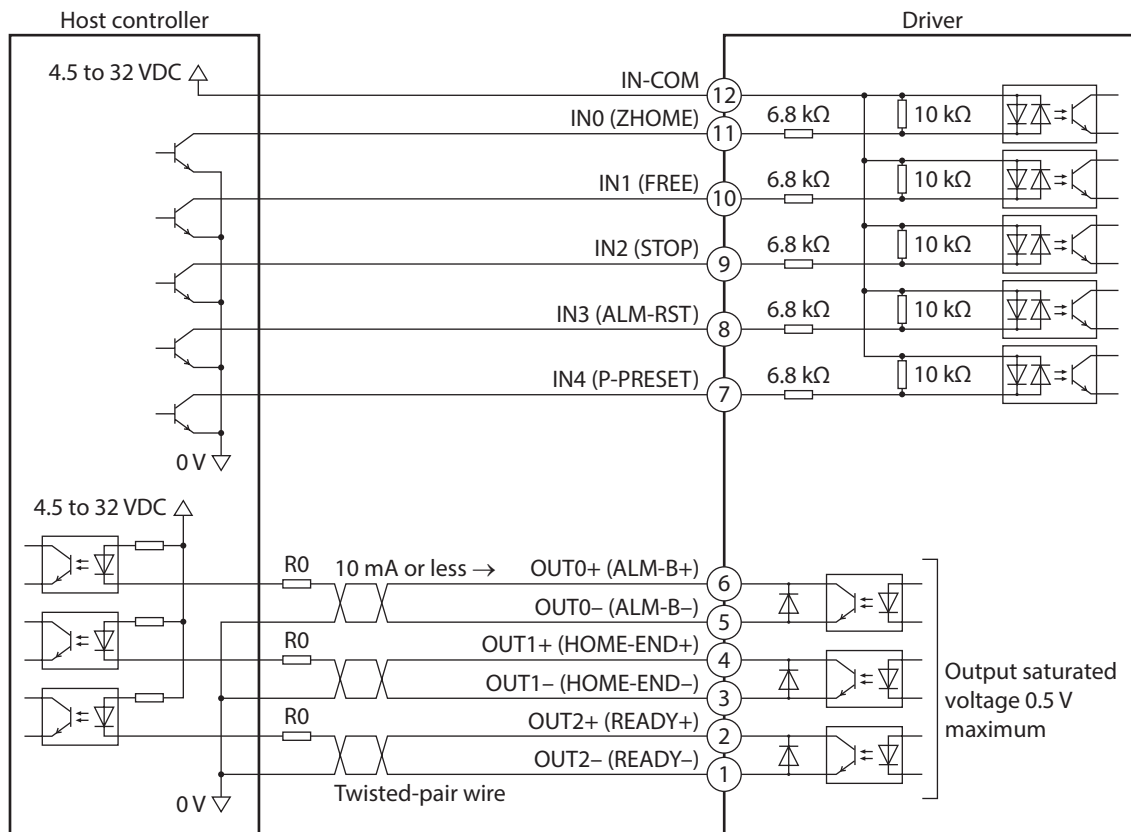 Host controller
Driver
4.5 to 32 VDC
IN-COM
12
6.8 kΩ
10 kΩ
IN0 (ZHOME)
11
IN1 (FREE)
10
6.8 kΩ
10 kΩ
IN2 (STOP)
9
6.8 kΩ
10 kΩ
IN3 (ALM-RST)
8
6.8 kΩ
10 kΩ
IN4 (P-PRESET)
7
6.8 kΩ
10 kΩ
0 V
4.5 to 32 VDC
R0
10 mA or less →
OUT0+ (ALM-B+)
6
OUT0– (ALM-B–)
5
R0
OUT1+ (HOME-END+)
4
OUT1– (HOME-END–)
3
R0
OUT2+ (READY+)
2
OUT2– (READY–)
1
Output saturated
voltage 0.5 V
maximum
0 V
Twisted-pair wire